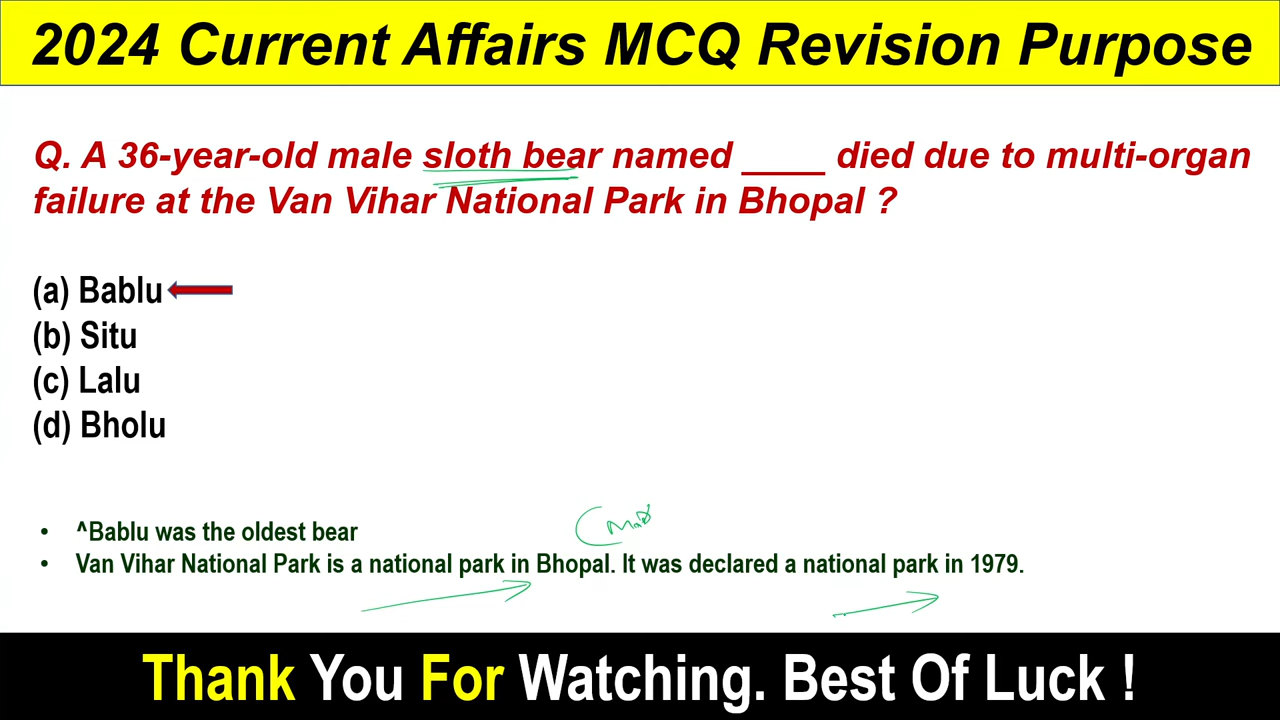 2024 Current Affairs MCQ Revision Purpose
Q. A 36-year-old male sloth bear named ____ died due to multi-organ
failure at the Van Vihar National Park in Bhopal ?
(a) Bablu
(b) Situ
(c) Lalu
(d) Bholu
• ^Bablu was the oldest bear
• Van Vihar National Park is a national park in Bhopal. It was declared a national park in 1979.
Thank You For Watching. Best Of Luck !